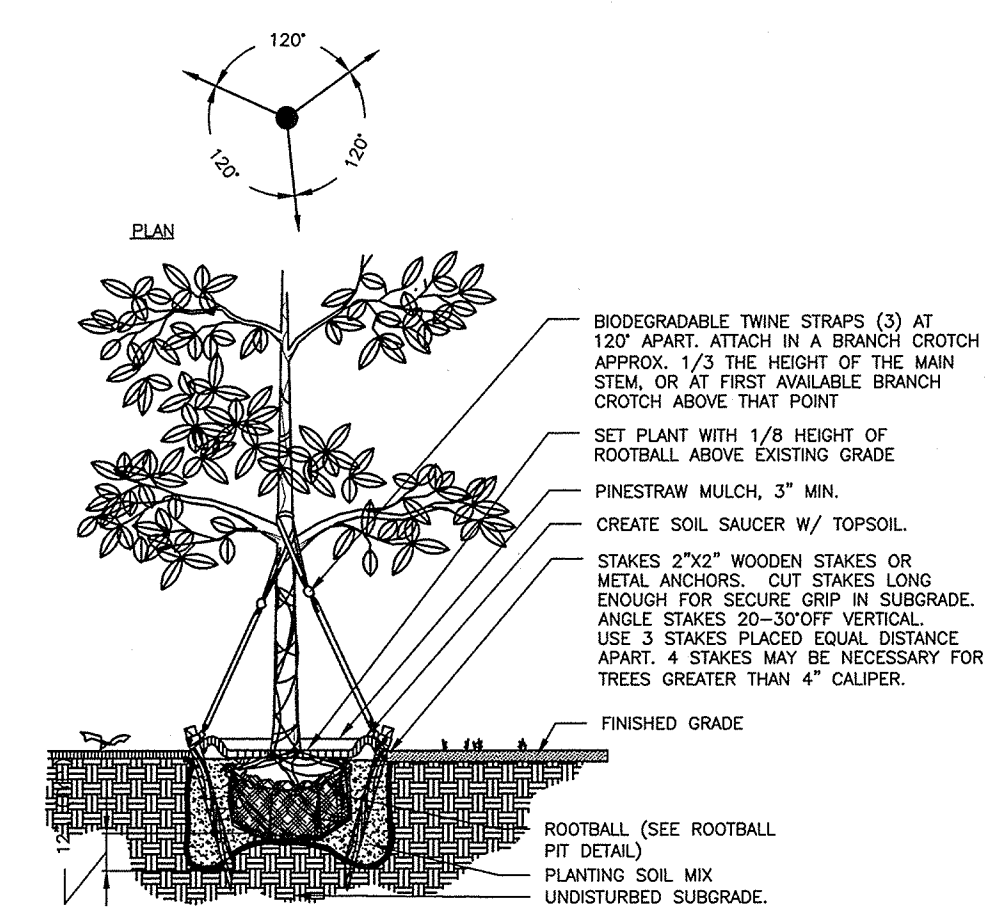 120°
120°
120°
PLAN
BIODEGRADABLE TWINE STRAPS (3) AT
120° APART. ATTACH IN A BRANCH CROTCH
APPROX. 1/3 THE HEIGHT OF THE MAIN
STEM, OR AT FIRST AVAILABLE BRANCH
CROTCH ABOVE THAT POINT
SET PLANT WITH 1/8 HEIGHT OF
ROOTBALL ABOVE EXISTING GRADE
PINESTRAW MULCH, 3" MIN.
CREATE SOIL SAUCER W/ TOPSOIL.
STAKES 2"X2" WOODEN STAKES OR
METAL ANCHORS. CUT STAKES LONG
ENOUGH FOR SECURE GRIP IN SUBGRADE.
ANGLE STAKES 20-30°OFF VERTICAL.
USE 3 STAKES PLACED EQUAL DISTANCE
APART. 4 STAKES MAY BE NECESSARY FOR
TREES GREATER THAN 4" CALIPER.
FINISHED GRADE
ROOTBALL (SEE ROOTBALL
PIT DETAIL)
PLANTING SOIL MIX
UNDISTURBED SUBGRADE.